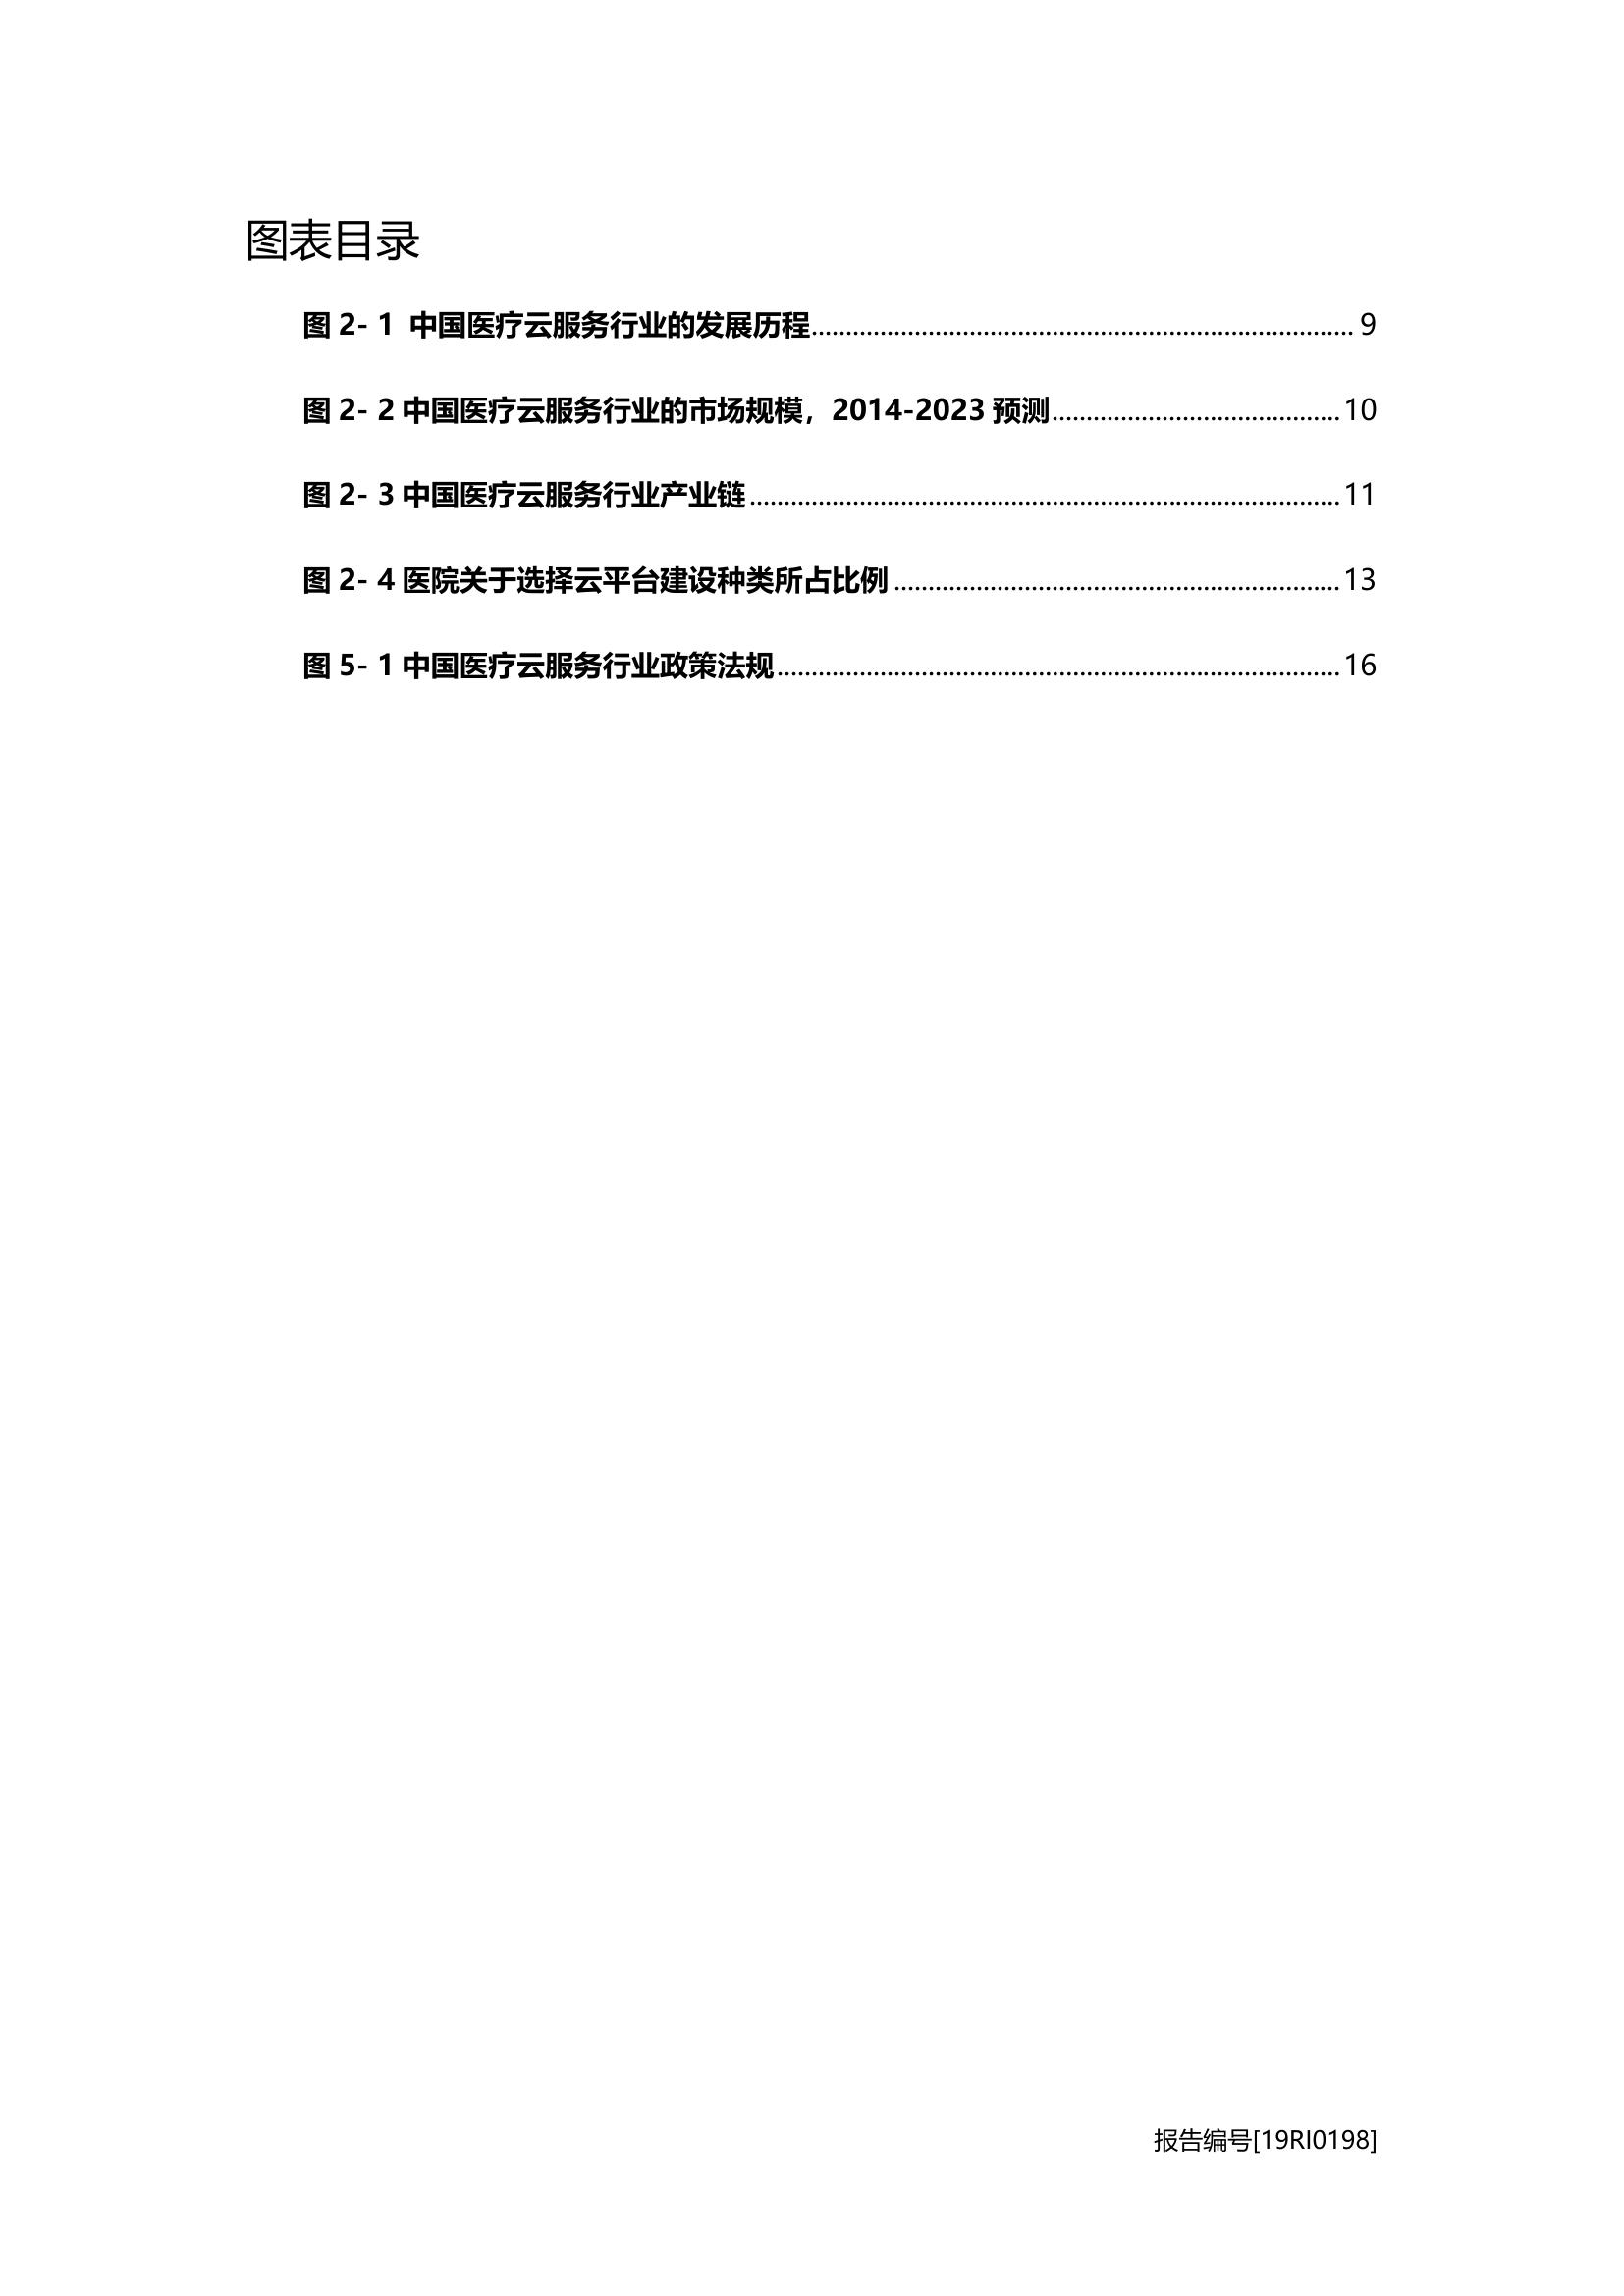 图表目录
图 2- 1 中国医疗云服务行业的发展历程............................................................................... 9
图 2- 2 中国医疗云服务行业的市场规模，2014-2023 预测.......................................... 10
图 2- 3 中国医疗云服务行业产业链...................................................................................... 11
图 2- 4 医院关于选择云平台建设种类所占比例................................................................. 13
图 5- 1 中国医疗云服务行业政策法规.................................................................................. 16
报告编号[19RI0198]